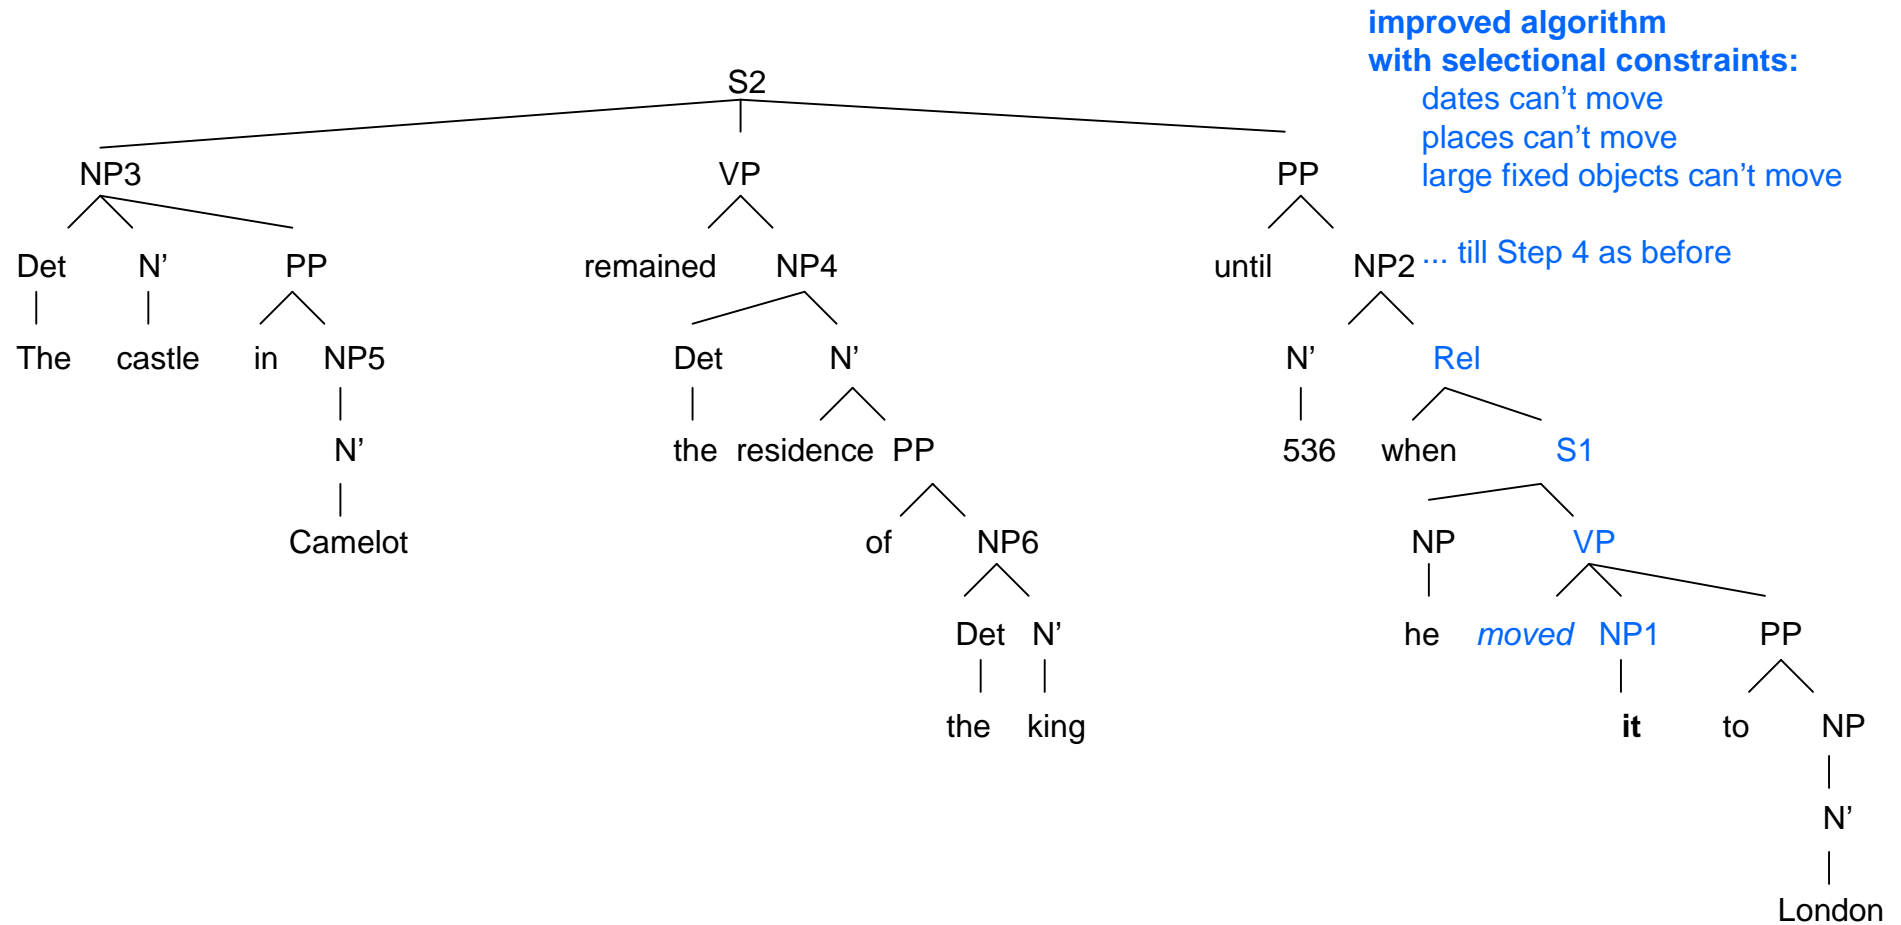 improved algorithm
with selectional constraints:
dates can't move
places can't move
large fixed objects can't move
... till Step 4 as before
S2
NP3 VP PP
Det N' PP remained NP4 until NP2
The castle in NP5 Det N' N' Rel
N' the residence PP 536 when S1
Camelot of NP6 NP VP
Det N' he moved NP1 PP
the king it to NP
N'
London